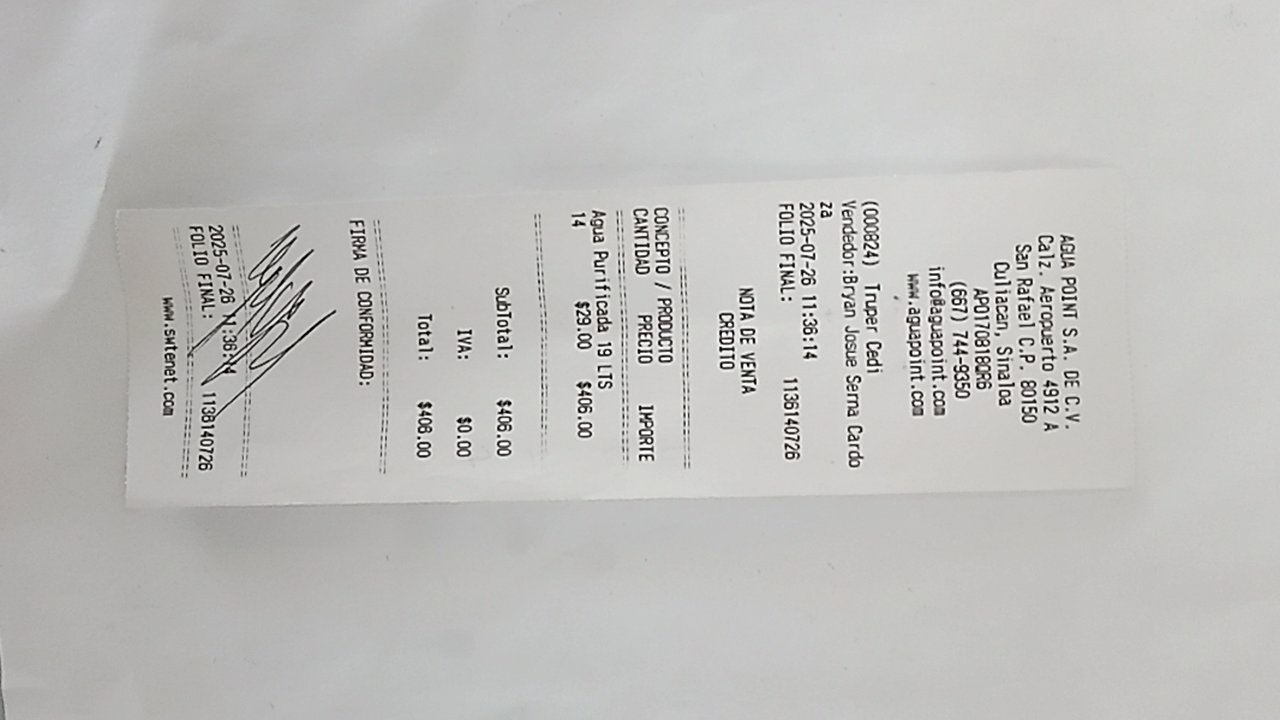 AGUA POINT S.A. DE C.V.
Calz. Aeropuerto 4912 A
San Rafael C.P. 80150
Culiacan, Sinaloa
APO170818QR6
(667) 744-9350
info@aguapoint.com
www.aguapoint.com
(000824) Truper Cedi
Vendedor:Bryan Josue Serna Cardo
za
2025-07-26 11:36:14
FOLIO FINAL: 1136140726
NOTA DE VENTA
CREDITO
CONCEPTO / PRODUCTO
CANTIDAD PRECIO IMPORTE
Agua Purificada 19 LTS
14 $29.00 $406.00
SubTotal: $406.00
IVA: $0.00
Total: $406.00
FIRMA DE CONFORMIDAD:
2025-07-26 11:36:14
FOLIO FINAL: 1136140726
www.swtenet.com